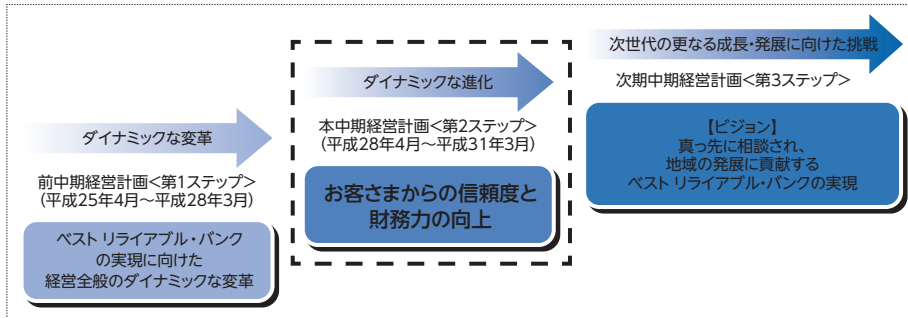 ダイナミックな変革
前中期経営計画<第1ステップ>
(平成25年4月～平成28年3月)
ベスト リライアブル・バンク
の実現に向けた
経営全般のダイナミックな変革
ダイナミックな進化
本中期経営計画<第2ステップ>
(平成28年4月～平成31年3月)
お客さまからの信頼度と
財務力の向上
次世代の更なる成長・発展に向けた挑戦
次期中期経営計画<第3ステップ>
【ビジョン】
真っ先に相談され、
地域の発展に貢献する
ベスト リライアブル・バンクの実現